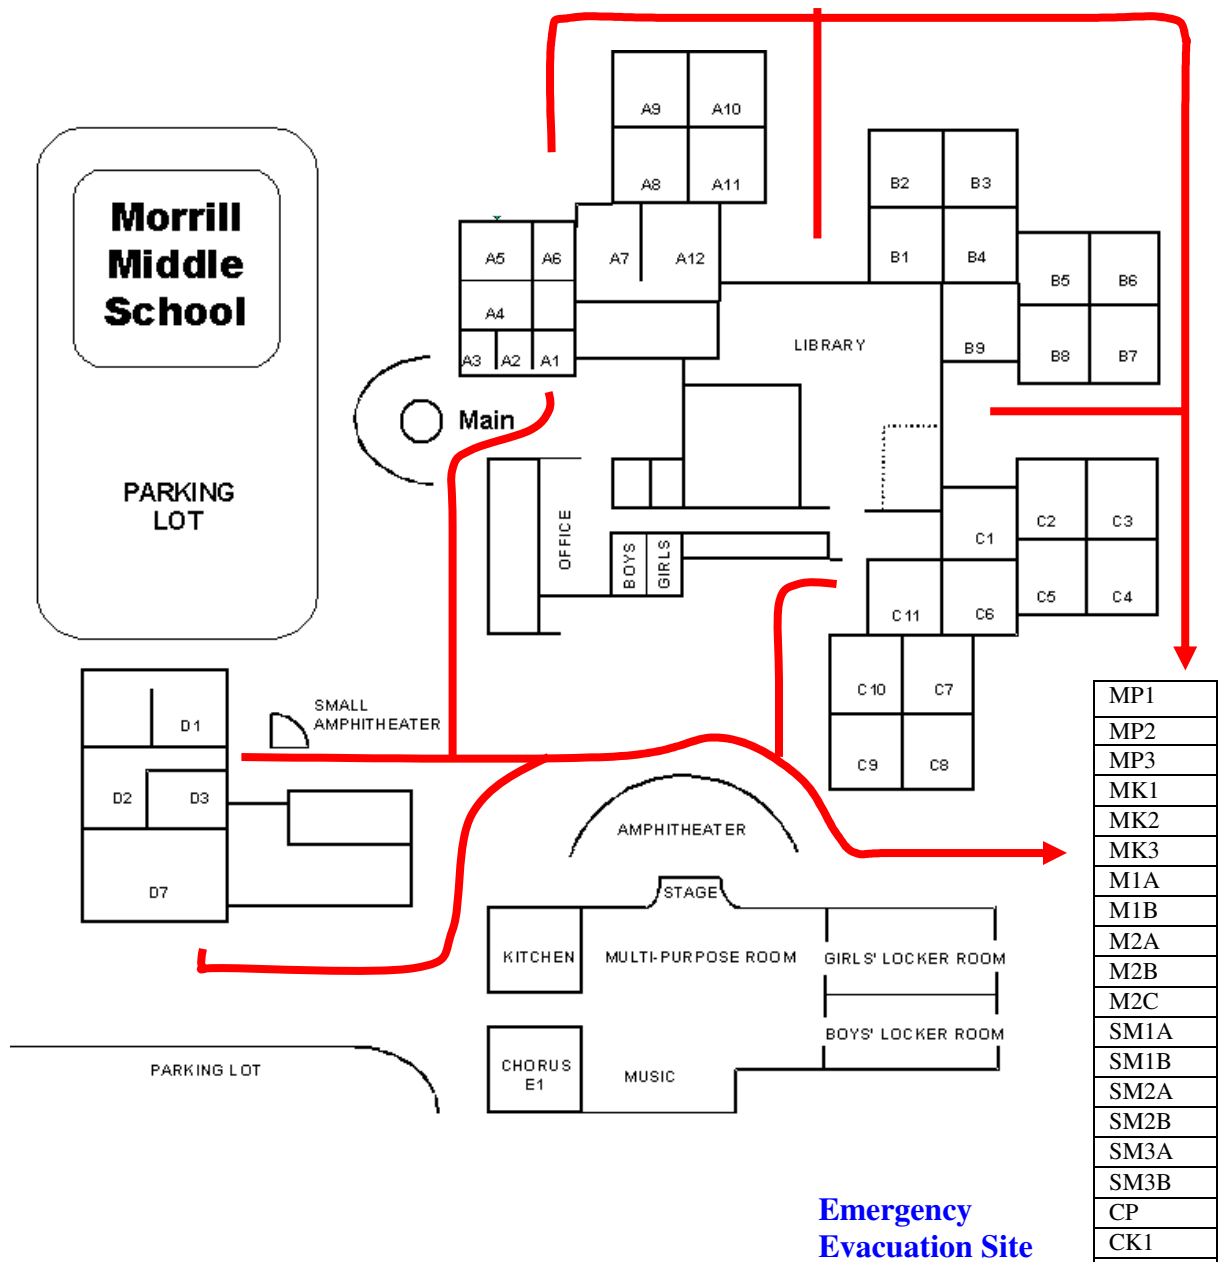 Morrill
Middle
School
PARKING
LOT
A9
A10
A8
A11
A5
A6
A7
A12
A4
A3
A2
A1
B2
B3
B1
B4
B5
B6
B9
B8
B7
LIBRARY
Main
OFFICE
BOYS
GIRLS
C1
C2
C3
C11
C6
C5
C4
C10
C7
C9
C8
SMALL
AMPHITHEATER
D1
D2
D3
D7
AMPHITHEATER
STAGE
KITCHEN
MULTI-PURPOSE ROOM
GIRLS' LOCKER ROOM
BOYS' LOCKER ROOM
CHORUS
E1
MUSIC
PARKING LOT
MP1
MP2
MP3
MK1
MK2
MK3
M1A
M1B
M2A
M2B
M2C
SM1A
SM1B
SM2A
SM2B
SM3A
SM3B
CP
CK1
Emergency
Evacuation Site